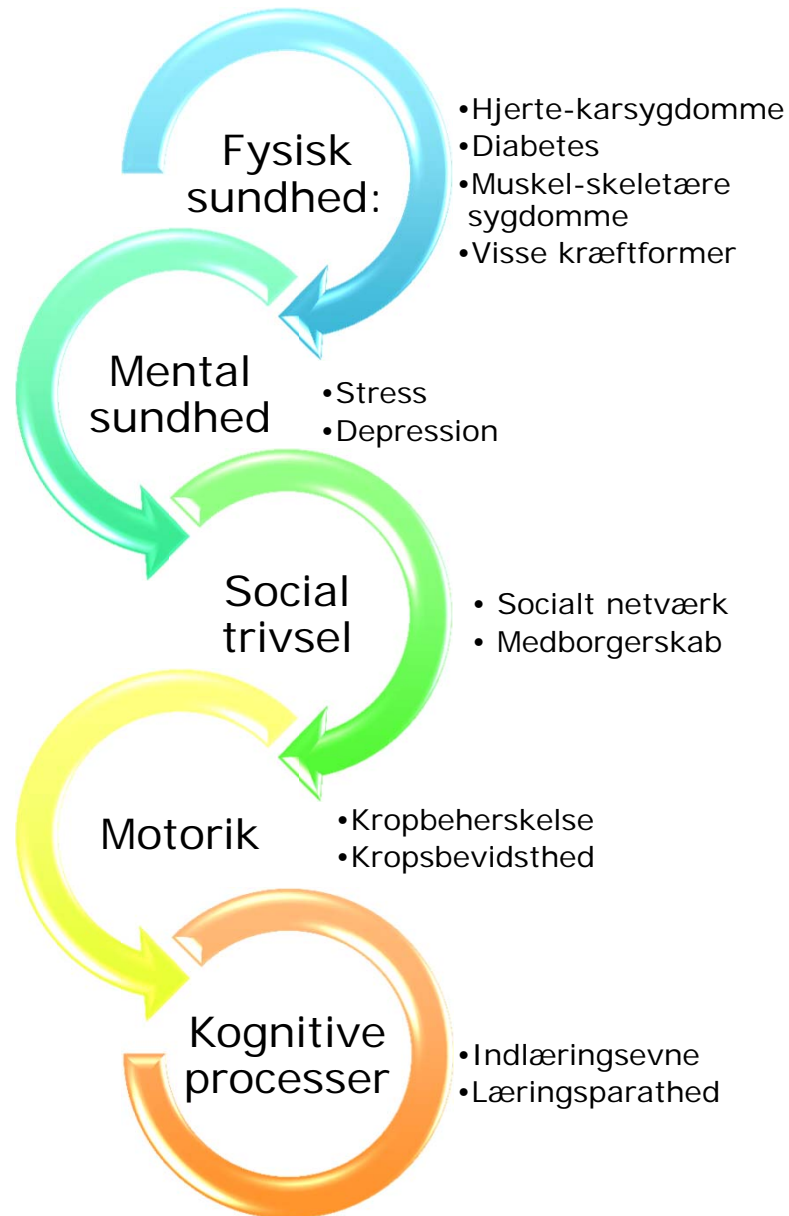 Fysisk
sundhed:
•Hjerte-karsygdomme
•Diabetes
•Muskel-skeletære
sygdomme
•Visse kræftformer
Mental
sundhed
•Stress
•Depression
Social
trivsel
• Socialt netværk
• Medborgerskab
Motorik
•Kropbeherskelse
•Kropsbevidsthed
Kognitive
processer
•Indlæringsevne
•Læringsparathed